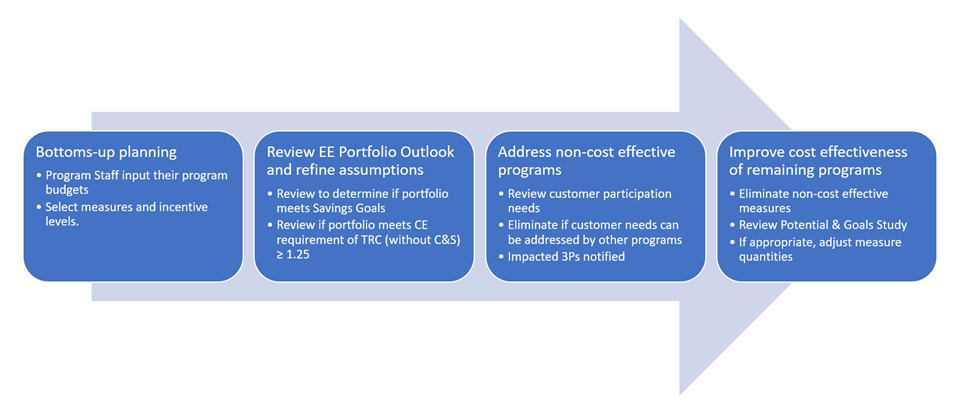 Bottoms-up planning
• Program Staff input their program
budgets
• Select measures and incentive
levels.
Review EE Portfolio Outlook
and refine assumptions
• Review to determine if portfolio
meets Savings Goals
• Review if portfolio meets CE
requirement of TRC (without C&S)
≥ 1.25
Address non-cost effective
programs
• Review customer participation
needs
• Eliminate if customer needs can
be addressed by other programs
• Impacted 3Ps notified
Improve cost effectiveness
of remaining programs
• Eliminate non-cost effective
measures
• Review Potential & Goals Study
• If appropriate, adjust measure
quantities